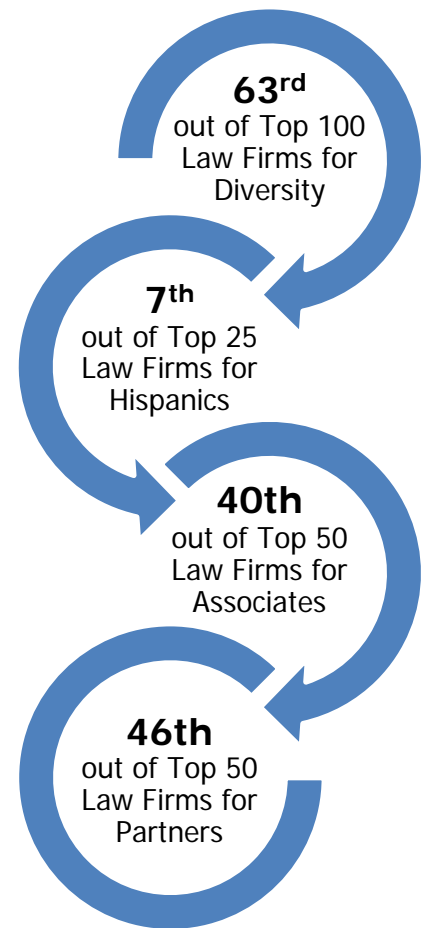 63rd
out of Top 100
Law Firms for
Diversity
7th
out of Top 25
Law Firms for
Hispanics
40th
out of Top 50
Law Firms for
Associates
46th
out of Top 50
Law Firms for
Partners